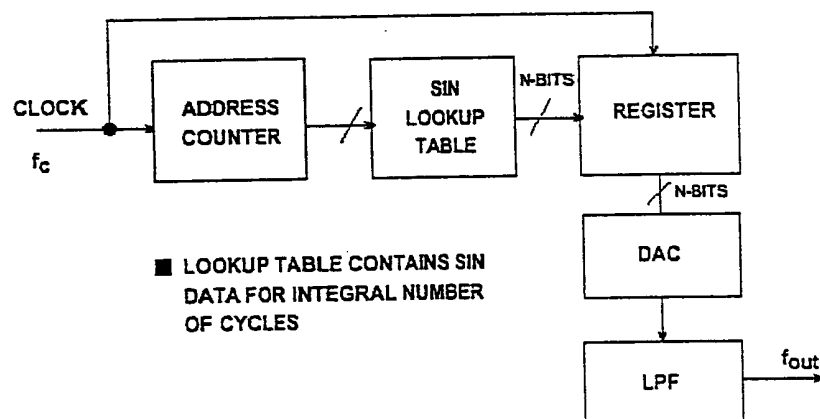 CLOCK
fc
ADDRESS
COUNTER
SIN
LOOKUP
TABLE
N-BITS
REGISTER
N-BITS
DAC
LPF
fout
■ LOOKUP TABLE CONTAINS SIN
DATA FOR INTEGRAL NUMBER
OF CYCLES